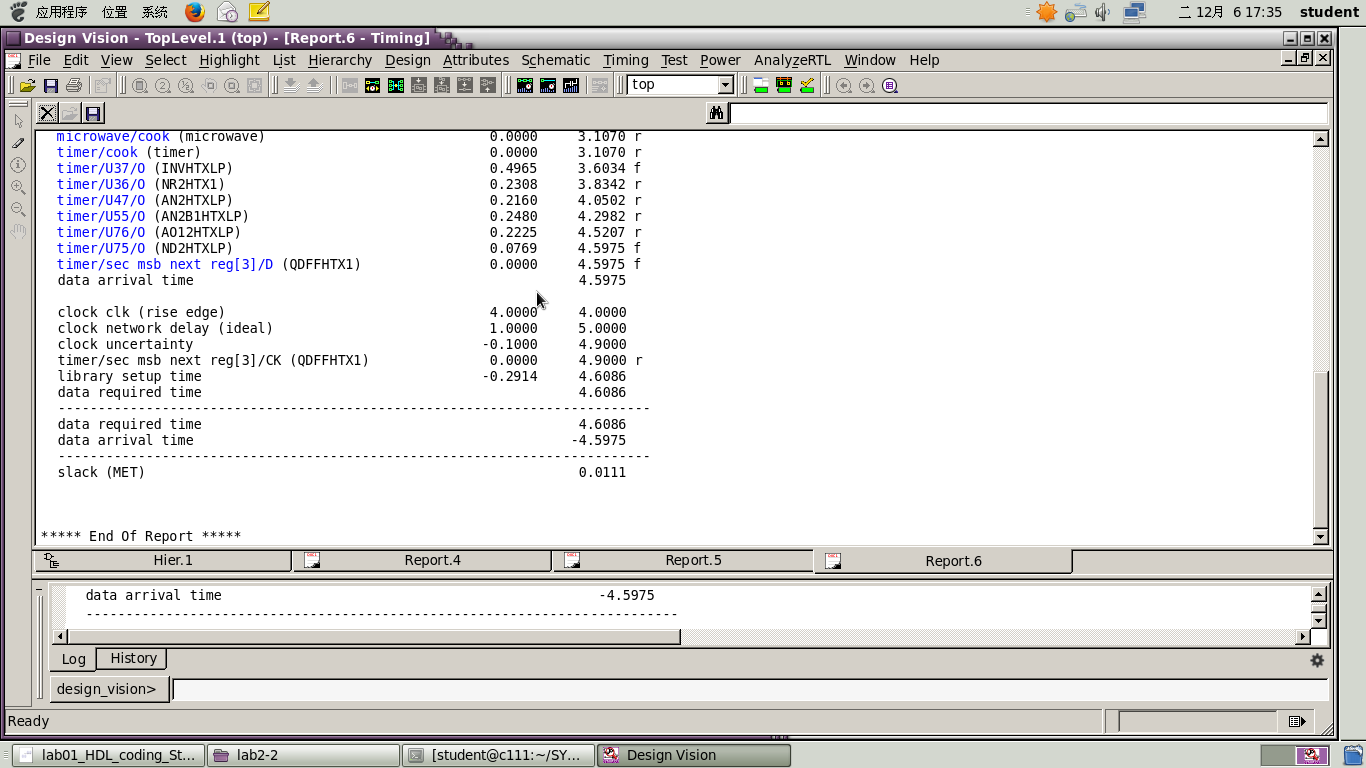 应用程序 位置 系统 二 12月 6 17:35 student
Design Vision - TopLevel.1 (top) - [Report.6 - Timing]
File Edit View Select Highlight List Hierarchy Design Attributes Schematic Timing Test Power AnalyzeRTL Window Help
top
microwave/cook (microwave) 0.0000 3.1070 r
timer/cook (timer) 0.0000 3.1070 r
timer/U37/O (INVHTXLP) 0.4965 3.6034 f
timer/U36/O (NR2HTX1) 0.2308 3.8342 r
timer/U47/O (AN2HTXLP) 0.2160 4.0502 r
timer/U55/O (AN2B1HTXLP) 0.2480 4.2982 r
timer/U76/O (AO12HTXLP) 0.2225 4.5207 r
timer/U75/O (ND2HTXLP) 0.0769 4.5975 f
timer/sec msb next reg[3]/D (QDFFHTX1) 0.0000 4.5975 f
data arrival time 4.5975
clock clk (rise edge) 4.0000 4.0000
clock network delay (ideal) 1.0000 5.0000
clock uncertainty -0.1000 4.9000
timer/sec msb next reg[3]/CK (QDFFHTX1) 0.0000 4.9000 r
library setup time -0.2914 4.6086
data required time 4.6086
--------------------------------------------------------------------------
data required time 4.6086
data arrival time -4.5975
--------------------------------------------------------------------------
slack (MET) 0.0111
***** End Of Report *****
Hier.1 Report.4 Report.5 Report.6
data arrival time -4.5975
--------------------------------------------------------------------------
Log History
design_vision>
Ready
lab01_HDL_coding_St... lab2-2 [student@c111:~/SY... Design Vision